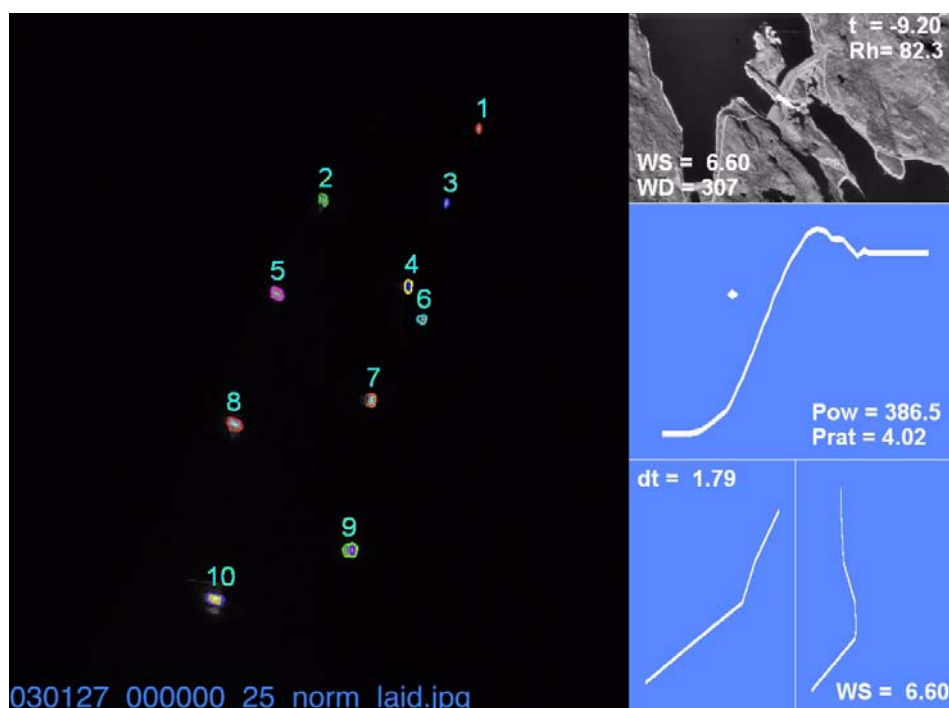 1
2
3
4
5
6
7
8
9
10
030127_000000_25_norm_laid.jpg
t = -9.20
Rh= 82.3
WS = 6.60
WD = 307
Pow = 386.5
Prat = 4.02
dt = 1.79
WS = 6.60